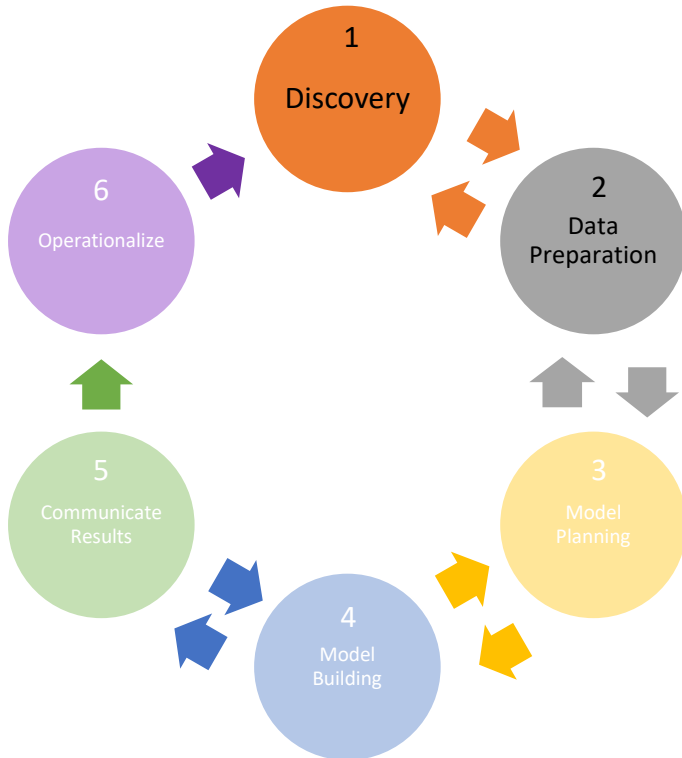 1
Discovery
2
Data
Preparation
3
Model
Planning
4
Model
Building
5
Communicate
Results
6
Operationalize